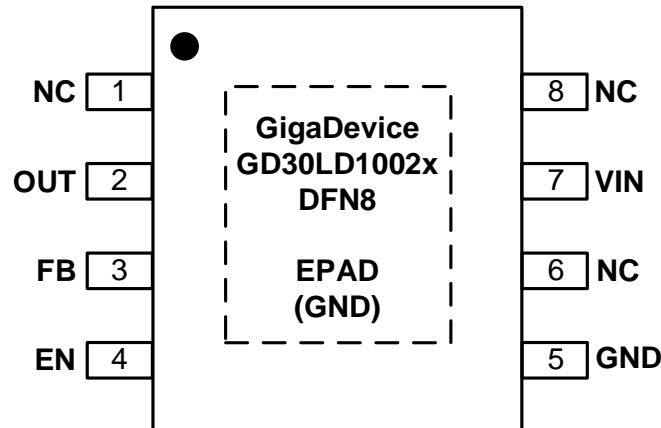 NC 1
8 NC
GigaDevice
GD30LD1002x
DFN8
OUT 2
7 VIN
FB 3
6 NC
EPAD
(GND)
EN 4
5 GND